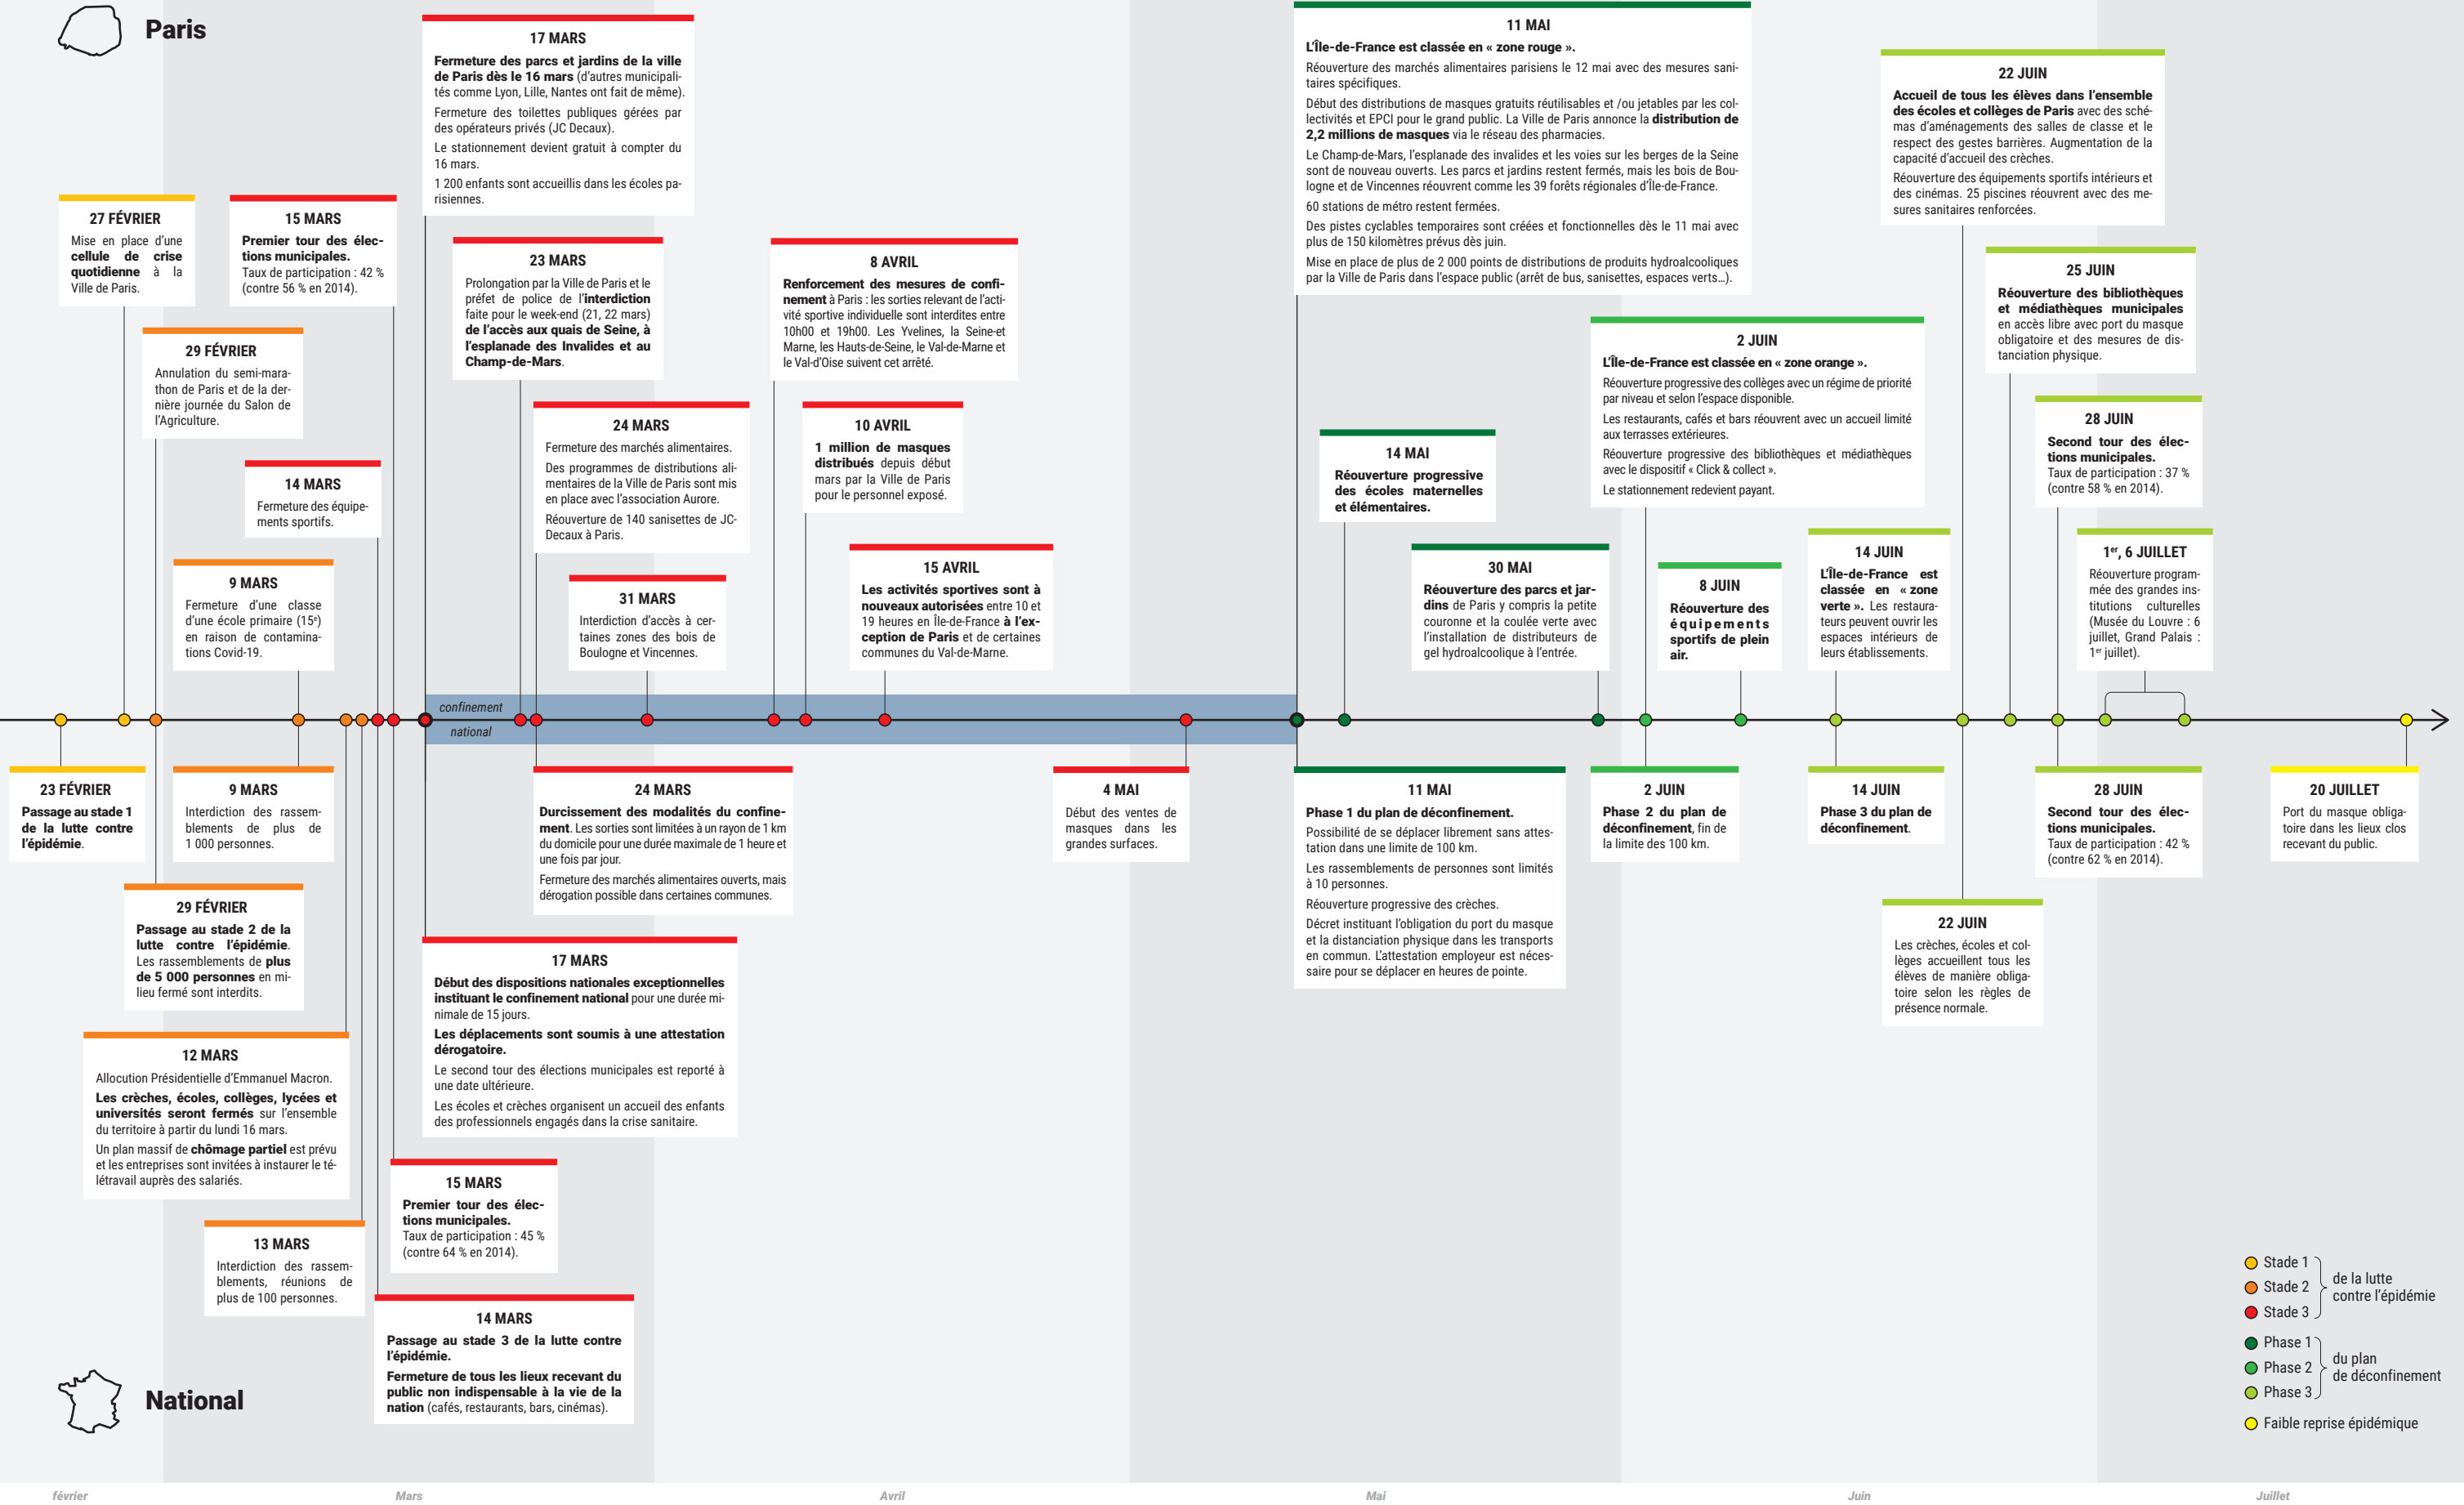 Paris
17 MARS
Fermeture des parcs et jardins de la ville
de Paris dès le 16 mars (d'autres municipali-
tés comme Lyon, Lille, Nantes ont fait de même).
Fermeture des toilettes publiques gérées par
des opérateurs privés (JC Decaux).
Le stationnement devient gratuit à compter du
16 mars.
1 200 enfants sont accueillis dans les écoles pa-
risiennes.
27 FÉVRIER
Mise en place d'une
cellule de crise
quotidienne à la
Ville de Paris.
15 MARS
Premier tour des élec-
tions municipales.
Taux de participation : 42 %
(contre 56 % en 2014).
29 FÉVRIER
Annulation du semi-mara-
thon de Paris et de la der-
nière journée du Salon de
l'Agriculture.
14 MARS
Fermeture des équipe-
ments sportifs.
9 MARS
Fermeture d'une classe
d'une école primaire (15e)
en raison de contamina-
tions Covid-19.
23 MARS
Prolongation par la Ville de Paris et le
préfet de police de l'interdiction
faite pour le week-end (21, 22 mars)
de l'accès aux quais de Seine, à
l'esplanade des Invalides et au
Champ-de-Mars.
24 MARS
Fermeture des marchés alimentaires.
Des programmes de distributions ali-
mentaires de la Ville de Paris sont mis
en place avec l'association Aurore.
Réouverture de 140 sanisettes de JC-
Decaux à Paris.
31 MARS
Interdiction d'accès à cer-
taines zones des bois de
Boulogne et Vincennes.
8 AVRIL
Renforcement des mesures de confi-
nement à Paris : les sorties relevant de l'acti-
vité sportive individuelle sont interdites entre
10h00 et 19h00. Les Yvelines, la Seine-et
Marne, les Hauts-de-Seine, le Val-de-Marne et
le Val-d'Oise suivent cet arrêté.
10 AVRIL
1 million de masques
distribués depuis début
mars par la Ville de Paris
pour le personnel exposé.
15 AVRIL
Les activités sportives sont à
nouveaux autorisées entre 10 et
19 heures en Île-de-France à l'ex-
ception de Paris et de certaines
communes du Val-de-Marne.
11 MAI
L'Île-de-France est classée en « zone rouge ».
Réouverture des marchés alimentaires parisiens le 12 mai avec des mesures sani-
taires spécifiques.
Début des distributions de masques gratuits réutilisables et /ou jetables par les col-
lectivités et EPCI pour le grand public. La Ville de Paris annonce la distribution de
2,2 millions de masques via le réseau des pharmacies.
Le Champ-de-Mars, l'esplanade des invalides et les voies sur les berges de la Seine
sont de nouveau ouverts. Les parcs et jardins restent fermés, mais les bois de Bou-
logne et de Vincennes réouvrent comme les 39 forêts régionales d'Île-de-France.
60 stations de métro restent fermées.
Des pistes cyclables temporaires sont créées et fonctionnelles dès le 11 mai avec
plus de 150 kilomètres prévus dès juin.
Mise en place de plus de 2 000 points de distributions de produits hydroalcooliques
par la Ville de Paris dans l'espace public (arrêt de bus, sanisettes, espaces verts...).
14 MAI
Réouverture progressive
des écoles maternelles
et élémentaires.
30 MAI
Réouverture des parcs et jar-
dins de Paris y compris la petite
couronne et la coulée verte avec
l'installation de distributeurs de
gel hydroalcoolique à l'entrée.
2 JUIN
L'Île-de-France est classée en « zone orange ».
Réouverture progressive des collèges avec un régime de priorité
par niveau et selon l'espace disponible.
Les restaurants, cafés et bars réouvrent avec un accueil limité
aux terrasses extérieures.
Réouverture progressive des bibliothèques et médiathèques
avec le dispositif « Click & collect ».
Le stationnement redevient payant.
8 JUIN
Réouverture des
équipements
sportifs de plein
air.
14 JUIN
L'Île-de-France est
classée en « zone
verte ». Les restaura-
teurs peuvent ouvrir les
espaces intérieurs de
leurs établissements.
22 JUIN
Accueil de tous les élèves dans l'ensemble
des écoles et collèges de Paris avec des sché-
mas d'aménagements des salles de classe et le
respect des gestes barrières. Augmentation de la
capacité d'accueil des crèches.
Réouverture des équipements sportifs intérieurs et
des cinémas. 25 piscines réouvrent avec des me-
sures sanitaires renforcées.
25 JUIN
Réouverture des bibliothèques
et médiathèques municipales
en accès libre avec port du masque
obligatoire et des mesures de dis-
tanciation physique.
28 JUIN
Second tour des élec-
tions municipales.
Taux de participation : 37 %
(contre 58 % en 2014).
1er, 6 JUILLET
Réouverture program-
mée des grandes ins-
titutions culturelles
(Musée du Louvre : 6
juillet, Grand Palais :
1er juillet).
confinement
national
23 FÉVRIER
Passage au stade 1
de la lutte contre
l'épidémie.
9 MARS
Interdiction des rassem-
blements de plus de
1 000 personnes.
29 FÉVRIER
Passage au stade 2 de la
lutte contre l'épidémie.
Les rassemblements de plus
de 5 000 personnes en mi-
lieu fermé sont interdits.
12 MARS
Allocution Présidentielle d'Emmanuel Macron.
Les crèches, écoles, collèges, lycées et
universités seront fermés sur l'ensemble
du territoire à partir du lundi 16 mars.
Un plan massif de chômage partiel est prévu
et les entreprises sont invitées à instaurer le té-
létravail auprès des salariés.
13 MARS
Interdiction des rassem-
blements, réunions de
plus de 100 personnes.
24 MARS
Durcissement des modalités du confine-
ment. Les sorties sont limitées à un rayon de 1 km
du domicile pour une durée maximale de 1 heure et
une fois par jour.
Fermeture des marchés alimentaires ouverts, mais
dérogation possible dans certaines communes.
17 MARS
Début des dispositions nationales exceptionnelles
instituant le confinement national pour une durée mi-
nimale de 15 jours.
Les déplacements sont soumis à une attestation
dérogatoire.
Le second tour des élections municipales est reporté à
une date ultérieure.
Les écoles et crèches organisent un accueil des enfants
des professionnels engagés dans la crise sanitaire.
15 MARS
Premier tour des élec-
tions municipales.
Taux de participation : 45 %
(contre 64 % en 2014).
14 MARS
Passage au stade 3 de la lutte contre
l'épidémie.
Fermeture de tous les lieux recevant du
public non indispensable à la vie de la
nation (cafés, restaurants, bars, cinémas).
4 MAI
Début des ventes de
masques dans les
grandes surfaces.
11 MAI
Phase 1 du plan de déconfinement.
Possibilité de se déplacer librement sans attes-
tation dans une limite de 100 km.
Les rassemblements de personnes sont limités
à 10 personnes.
Réouverture progressive des crèches.
Décret instituant l'obligation du port du masque
et la distanciation physique dans les transports
en commun. L'attestation employeur est néces-
saire pour se déplacer en heures de pointe.
2 JUIN
Phase 2 du plan de
déconfinement, fin de
la limite des 100 km.
14 JUIN
Phase 3 du plan de
déconfinement.
22 JUIN
Les crèches, écoles et col-
lèges accueillent tous les
élèves de manière obliga-
toire selon les règles de
présence normale.
28 JUIN
Second tour des élec-
tions municipales.
Taux de participation : 42 %
(contre 62 % en 2014).
20 JUILLET
Port du masque obliga-
toire dans les lieux clos
recevant du public.
National
Stade 1
Stade 2
Stade 3
de la lutte
contre l'épidémie
Phase 1
Phase 2
Phase 3
du plan
de déconfinement
Faible reprise épidémique
février
Mars
Avril
Mai
Juin
Juillet